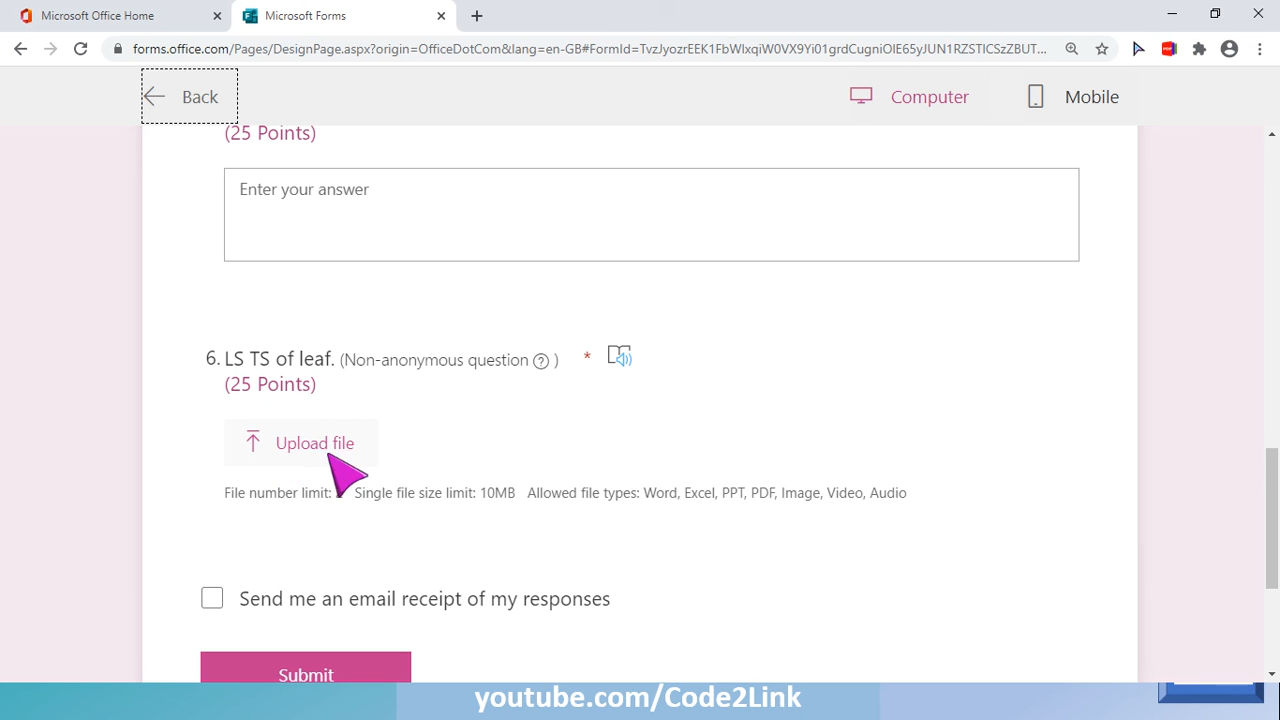 Microsoft Office Home
Microsoft Forms
forms.office.com/Pages/DesignPage.aspx?origin=OfficeDotCom&lang=en-GB#FormId=TvzJyozrEEK1FbWlxqiW0VX9Yi01grdCugniOlE65yJUN1RZSTlCSzZBUT...
Back
Computer
Mobile
(25 Points)
Enter your answer
6. LS TS of leaf. (Non-anonymous question ? ) *
(25 Points)
Upload file
File number limit: Single file size limit: 10MB Allowed file types: Word, Excel, PPT, PDF, Image, Video, Audio
Send me an email receipt of my responses
Submit
youtube.com/Code2Link